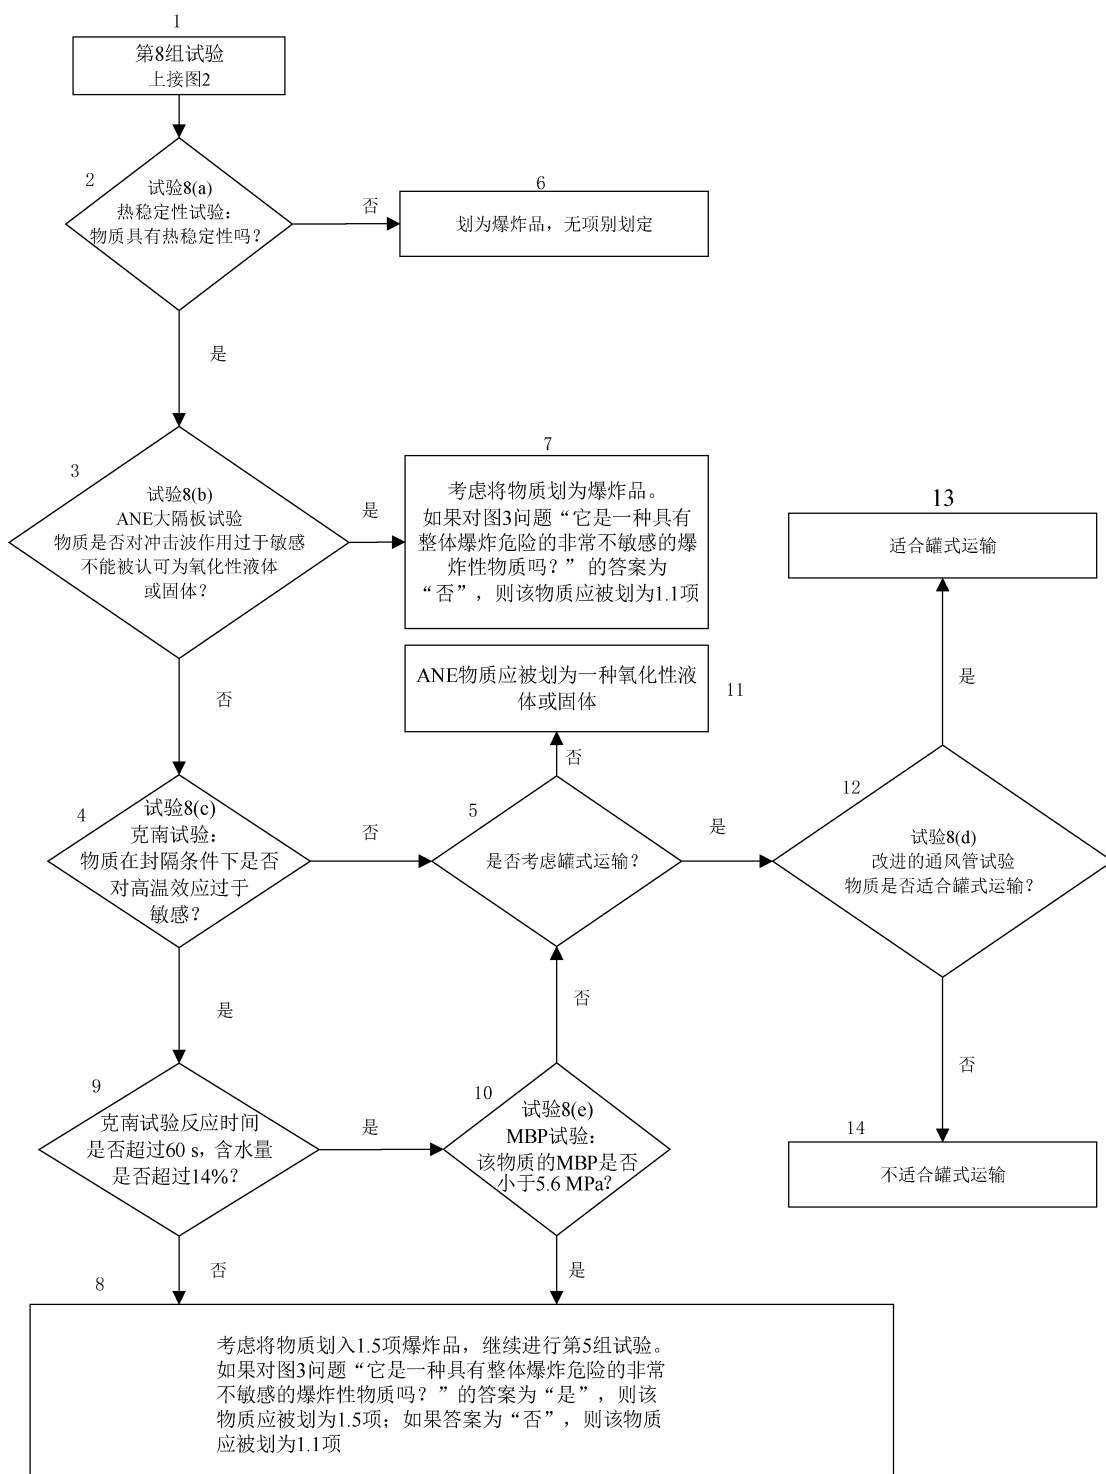 1
第8组试验
上接图2
2
试验8(a)
热稳定性试验：
物质具有热稳定性吗？
否
6
划为爆炸品，无项别划定
是
3
试验8(b)
ANE大隔板试验
物质是否对冲击波作用过于敏感
不能被认可为氧化性液体
或固体？
是
7
考虑将物质划为爆炸品。
如果对图3问题“它是一种具有
整体爆炸危险的非常不敏感的爆
炸性物质吗？”的答案为
“否”，则该物质应被划为1.1项
13
适合罐式运输
否
ANE物质应被划为一种氧化性液
体或固体
11
是
否
4
试验8(c)
克南试验：
物质在封隔条件下是否
对高温效应过于
敏感？
否
5
是否考虑罐式运输？
是
12
试验8(d)
改进的通风管试验
物质是否适合罐式运输？
是
否
否
9
克南试验反应时间
是否超过60 s，含水量
是否超过14%？
是
10
试验8(e)
MBP试验：
该物质的MBP是否
小于5.6 MPa？
14
不适合罐式运输
否
是
8
考虑将物质划入1.5项爆炸品，继续进行第5组试验。
如果对图3问题“它是一种具有整体爆炸危险的非常
不敏感的爆炸性物质吗？”的答案为“是”，则该
物质应被划为1.5项；如果答案为“否”，则该物质
应被划为1.1项